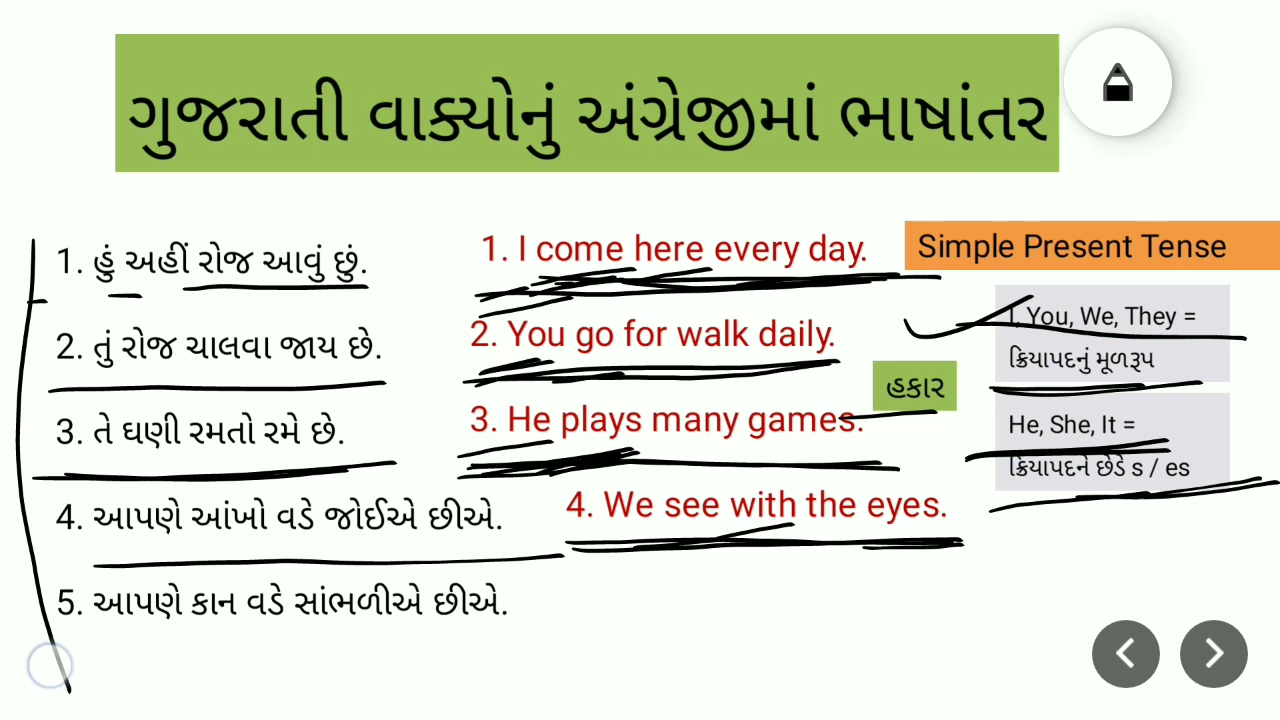 ગુજરાતી વાક્યોનું અંગ્રેજીમાં ભાષાંતર
1. હું અહીં રોજ આવું છું.
1. I come here every day.
Simple Present Tense
2. તું રોજ ચાલવા જાય છે.
2. You go for walk daily.
I, You, We, They =
ક્રિયાપદનું મૂળરૂપ
હકાર
3. તે ઘણી રમતો રમે છે.
3. He plays many games.
He, She, It =
ક્રિયાપદને છેડે s / es
4. આપણે આંખો વડે જોઈએ છીએ.
4. We see with the eyes.
5. આપણે કાન વડે સાંભળીએ છીએ.